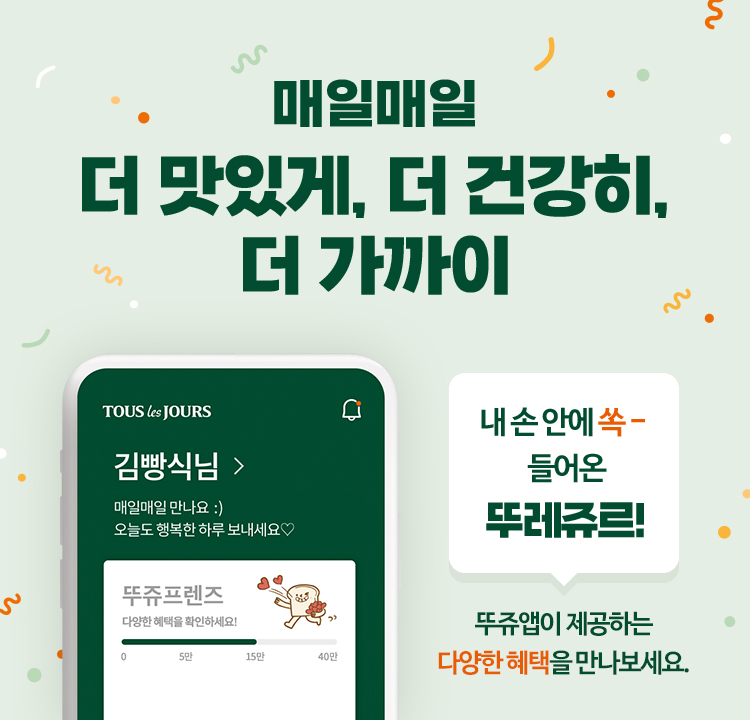 매일매일
더 맛있게, 더 건강히,
더 가까이
TOUS les JOURS
김빵식님 >
매일매일 만나요 :)
오늘도 행복한 하루 보내세요♡
뚜쥬프렌즈
다양한 혜택을 확인하세요!
0 5만 15만 40만
내 손 안에 쏙 -
들어온
뚜레쥬르!
뚜쥬앱이 제공하는
다양한 혜택을 만나보세요.